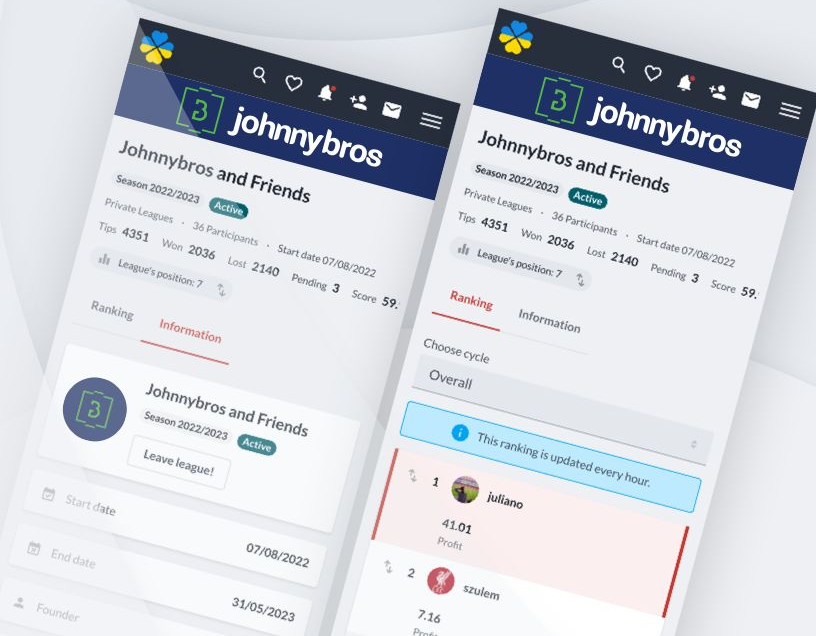 johnnybros
Johnnybros and Friends
Season 2022/2023 Active
Private Leagues · 36 Participants · Start date 07/08/2022
Tips 4351 Won 2036 Lost 2140 Pending 3 Score 59.
League's position: 7
Ranking Information
Johnnybros and Friends
Season 2022/2023 Active
Leave league!
Start date 07/08/2022
End date 31/05/2023
Founder
johnnybros
Johnnybros and Friends
Season 2022/2023 Active
Private Leagues · 36 Participants · Start date 07/08/2022
Tips 4351 Won 2036 Lost 2140 Pending 3 Score 59.
League's position: 7
Ranking Information
Choose cycle
Overall
This ranking is updated every hour.
1 juliano
41.01
Profit
2 szulem
7.16